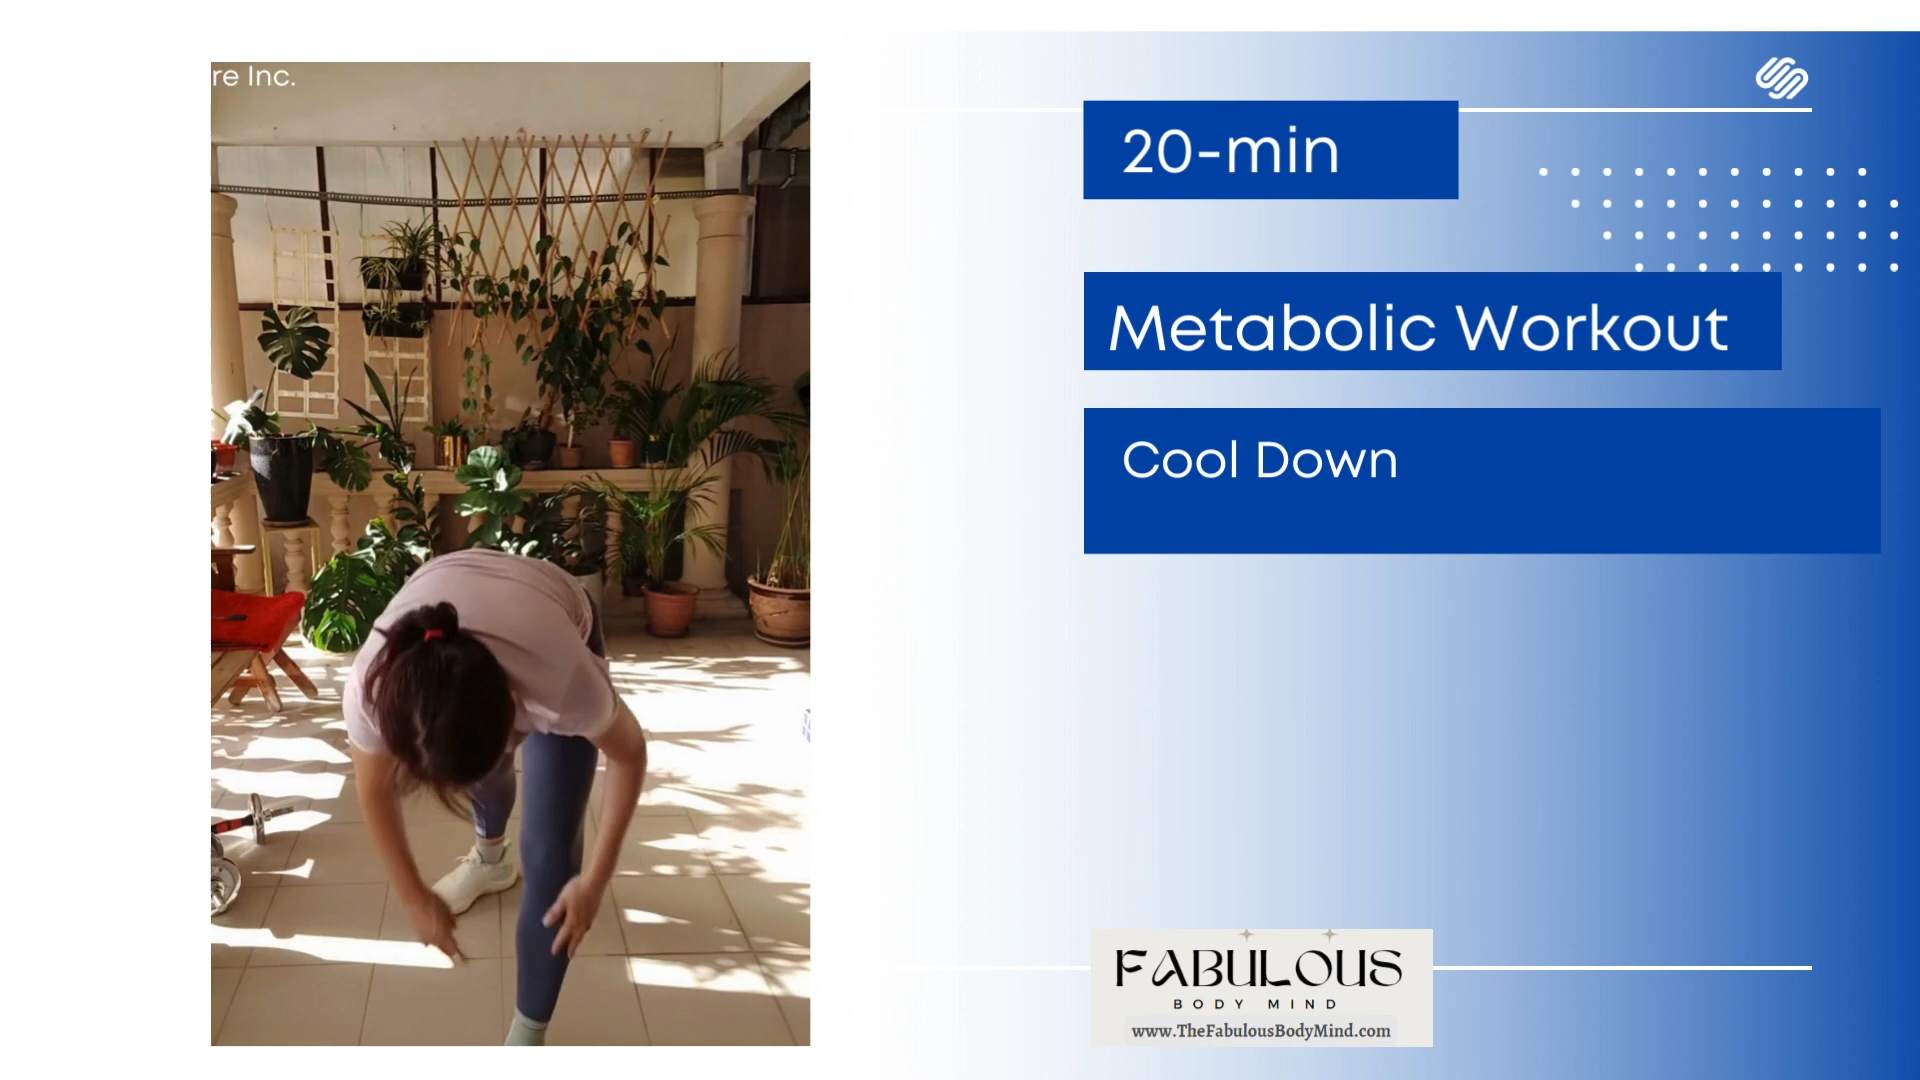 re Inc.
20-min
Metabolic Workout
Cool Down
FABULOUS
BODY MIND
www.TheFabulousBodyMind.com